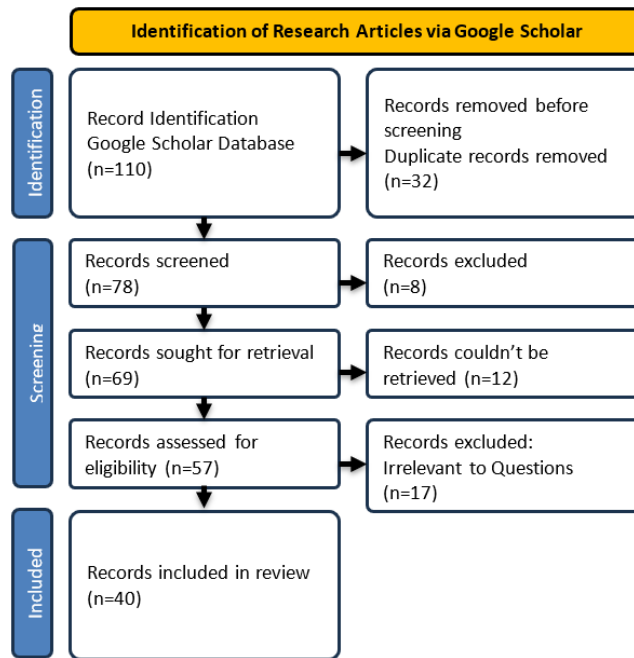 Identification of Research Articles via Google Scholar
Identification
Record Identification
Google Scholar Database
(n=110)
Records removed before
screening
Duplicate records removed
(n=32)
Screening
Records screened
(n=78)
Records excluded
(n=8)
Records sought for retrieval
(n=69)
Records couldn’t be
retrieved (n=12)
Records assessed for
eligibility (n=57)
Records excluded:
Irrelevant to Questions
(n=17)
Included
Records included in review
(n=40)